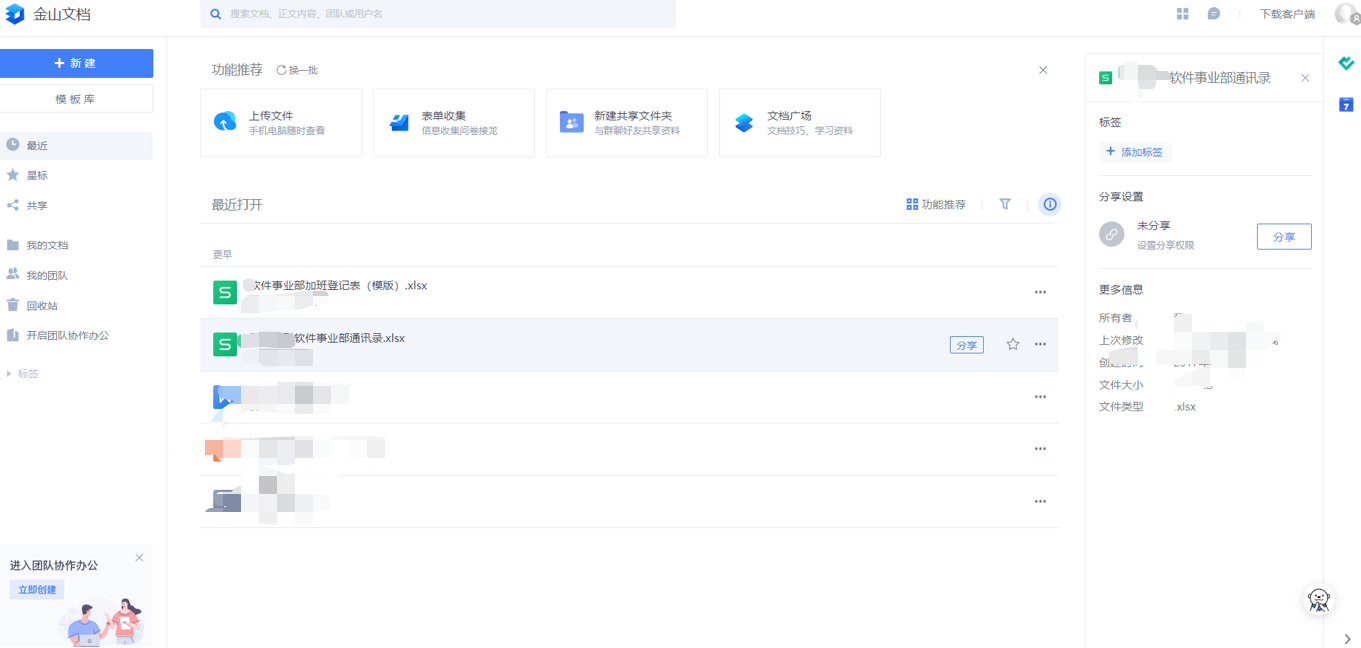 金山文档
搜索文档、正文内容、团队或用户名
下载客户端
+ 新建
模板库
最近
星标
共享
我的文档
我的团队
回收站
开启团队协作办公
标签
进入团队协作办公
立即创建
功能推荐
换一批
上传文件
手机电脑随时查看
表单收集
信息收集问卷接龙
新建共享文件夹
与群聊好友共享资料
文档广场
文档技巧、学习资料
最近打开
功能推荐
更早
软件事业部加班登记表（模版）.xlsx
软件事业部通讯录.xlsx
分享
软件事业部通讯录
标签
+ 添加标签
分享设置
未分享
设置分享权限
分享
更多信息
所有者
上次修改
文件大小
文件类型 .xlsx
7